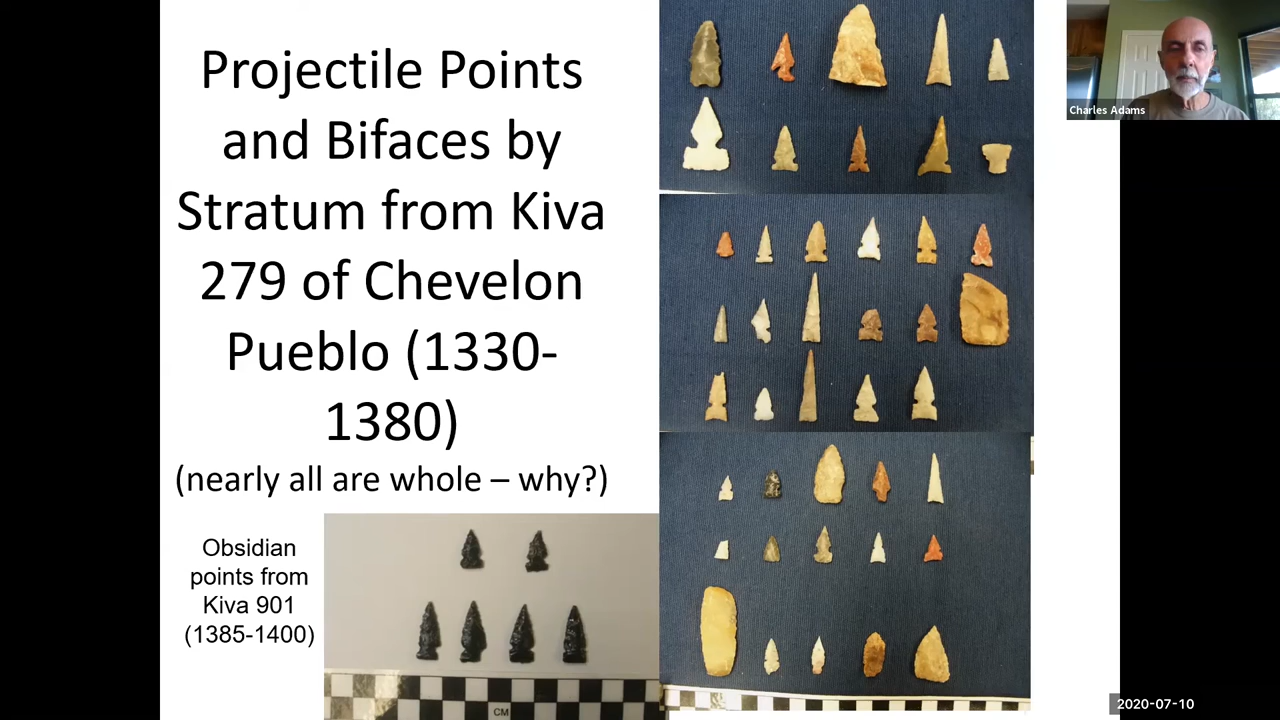 Projectile Points
and Bifaces by
Stratum from Kiva
279 of Chevelon
Pueblo (1330-
1380)
(nearly all are whole – why?)
Obsidian
points from
Kiva 901
(1385-1400)
CM
Charles Adams
2020-07-10